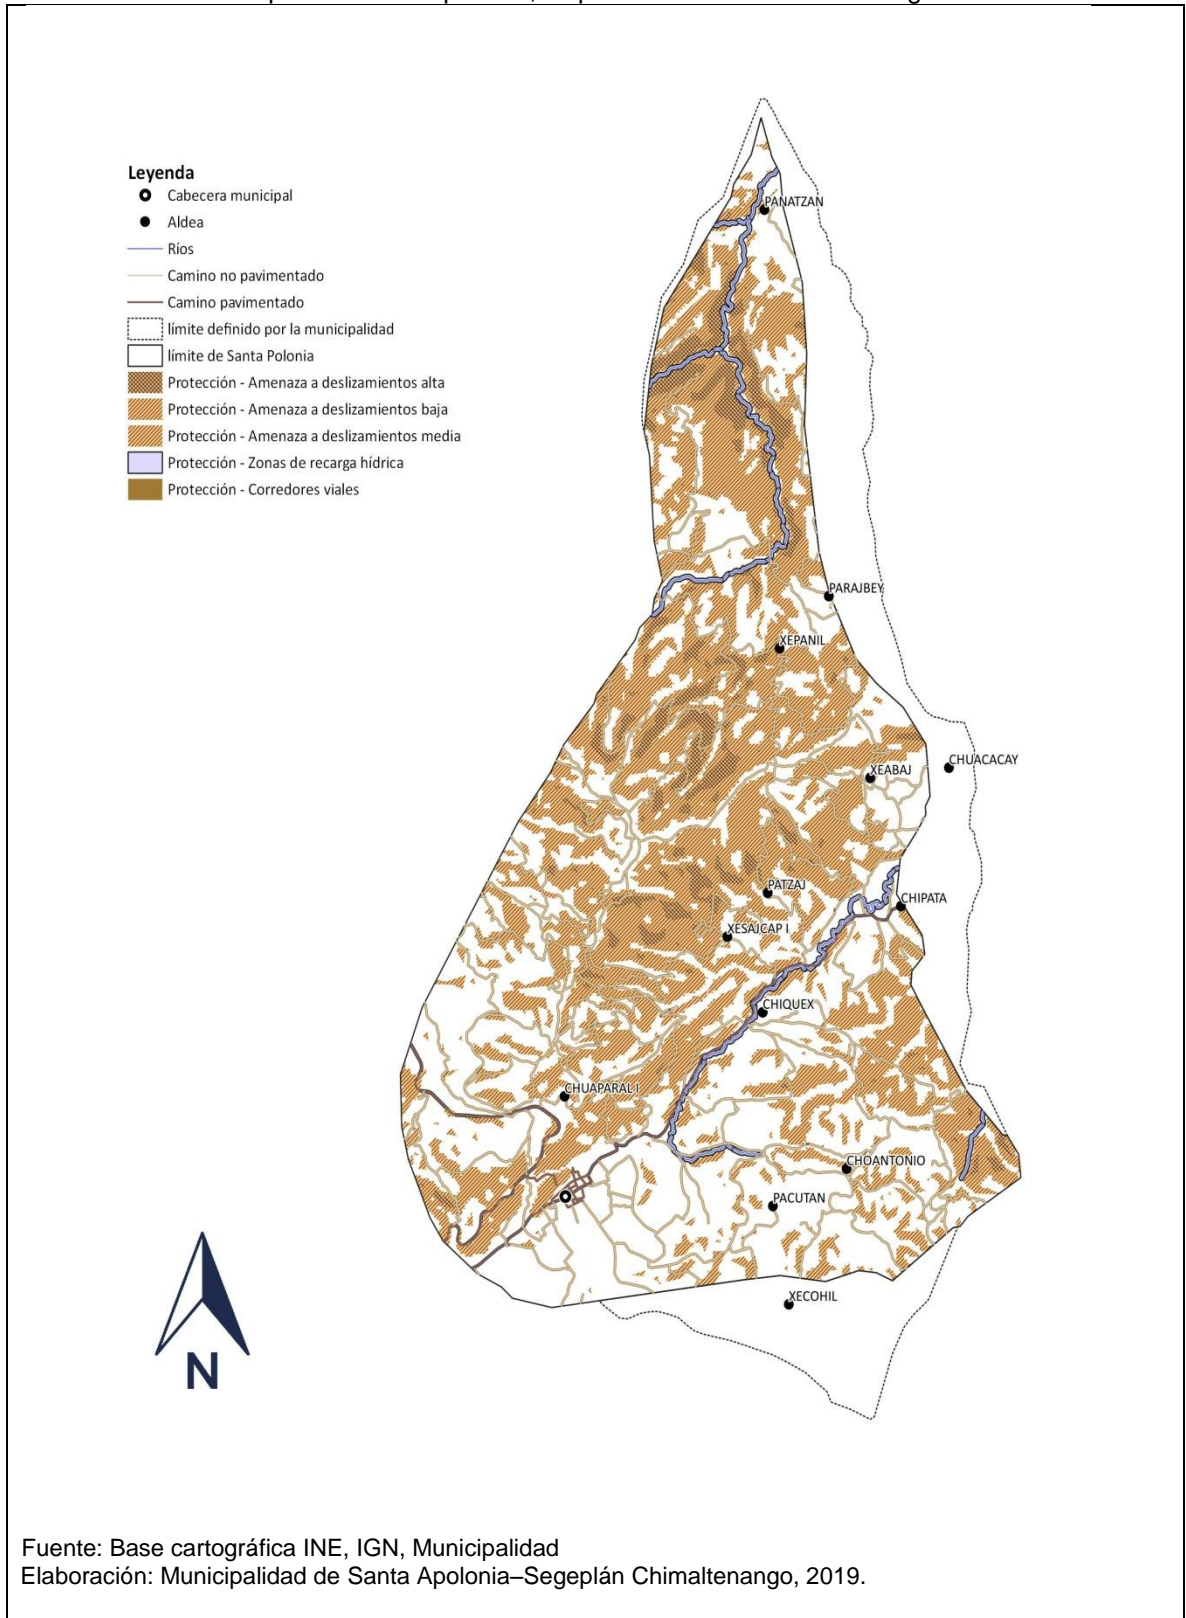 Leyenda
Cabecera municipal
Aldea
Ríos
Camino no pavimentado
Camino pavimentado
límite definido por la municipalidad
límite de Santa Polonia
Protección - Amenaza a deslizamientos alta
Protección - Amenaza a deslizamientos baja
Protección - Amenaza a deslizamientos media
Protección - Zonas de recarga hídrica
Protección - Corredores viales
PANATZAN
PARAJBEY
XEPANIL
CHUACACAY
XEABAJ
PATZAJ
CHIPATA
XESAJCAP I
CHIQUEX
CHUAPARAL I
CHOANTONIO
PACUTAN
XECOHIL
N
Fuente: Base cartográfica INE, IGN, Municipalidad
Elaboración: Municipalidad de Santa Apolonia–Segeplán Chimaltenango, 2019.